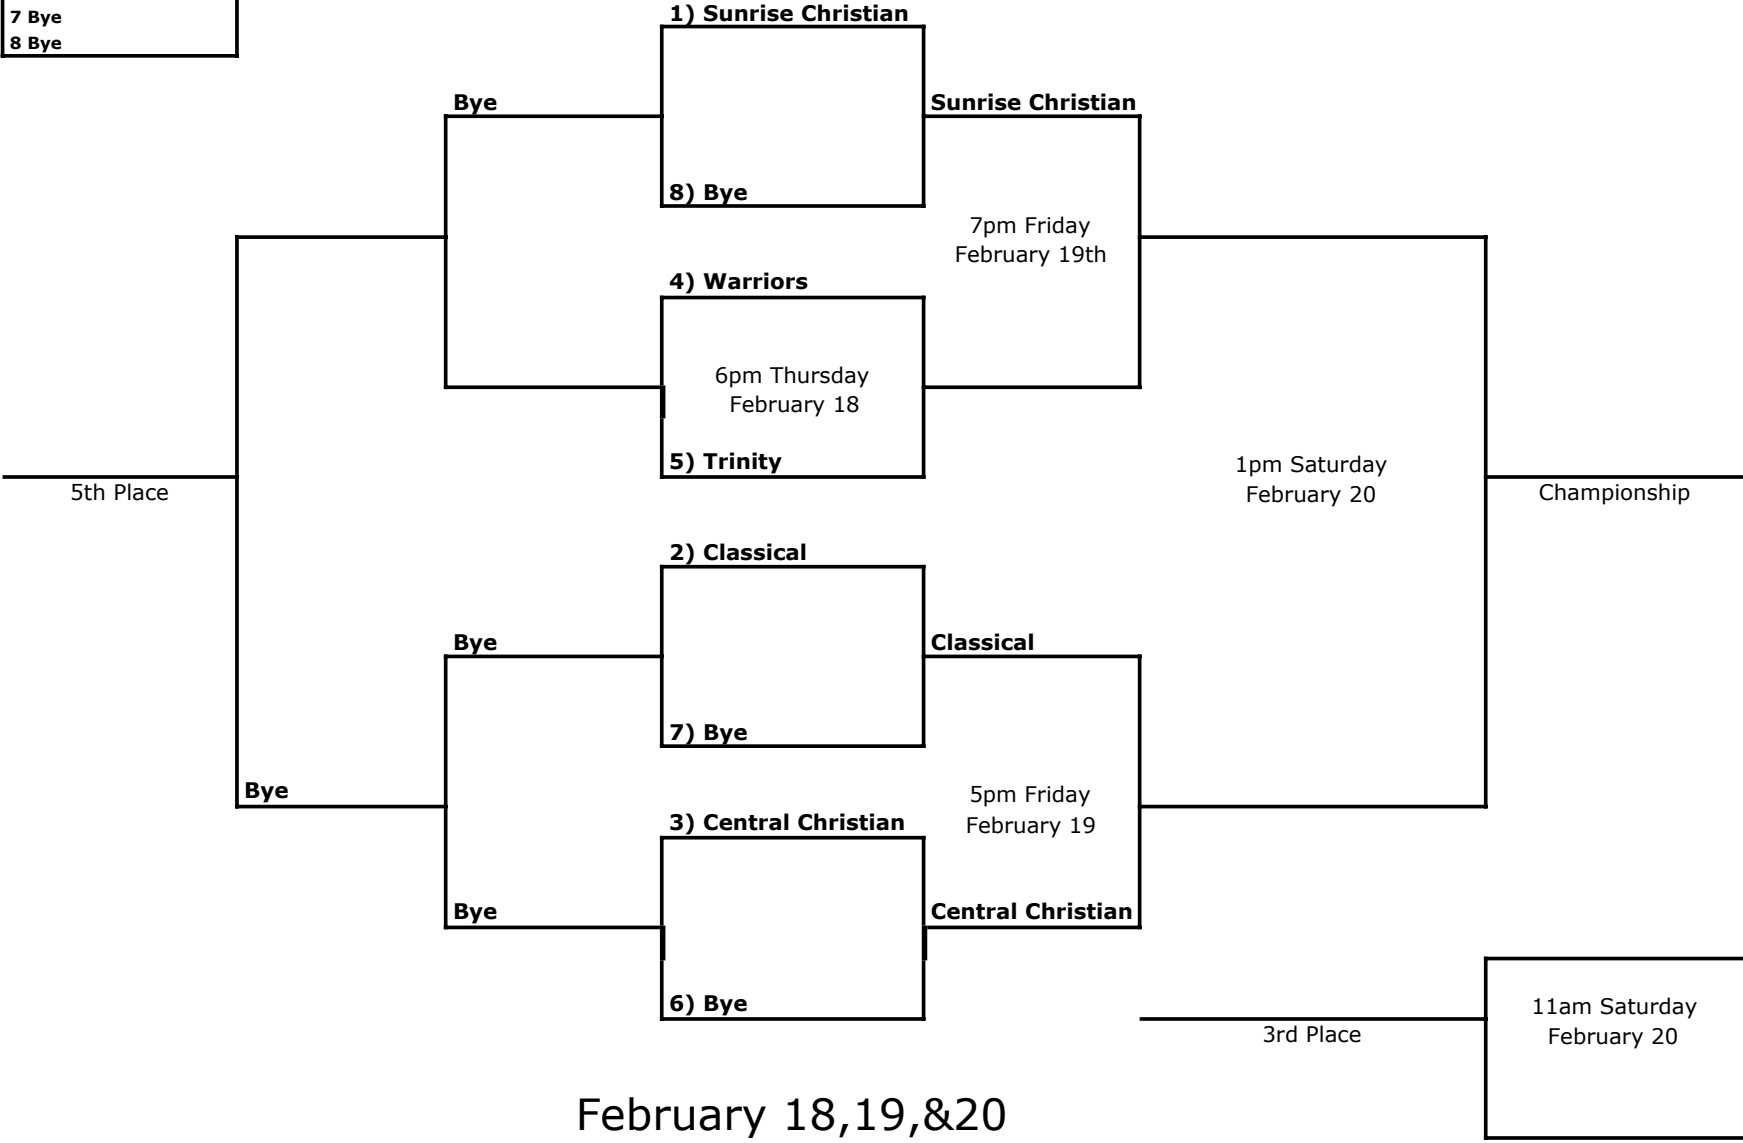 7 Bye
8 Bye
1) Sunrise Christian
Bye
Sunrise Christian
8) Bye
7pm Friday
February 19th
4) Warriors
6pm Thursday
February 18
5) Trinity
1pm Saturday
February 20
5th Place
Championship
2) Classical
Bye
Classical
7) Bye
Bye
5pm Friday
February 19
3) Central Christian
Bye
Central Christian
6) Bye
11am Saturday
February 20
3rd Place
February 18,19,&20